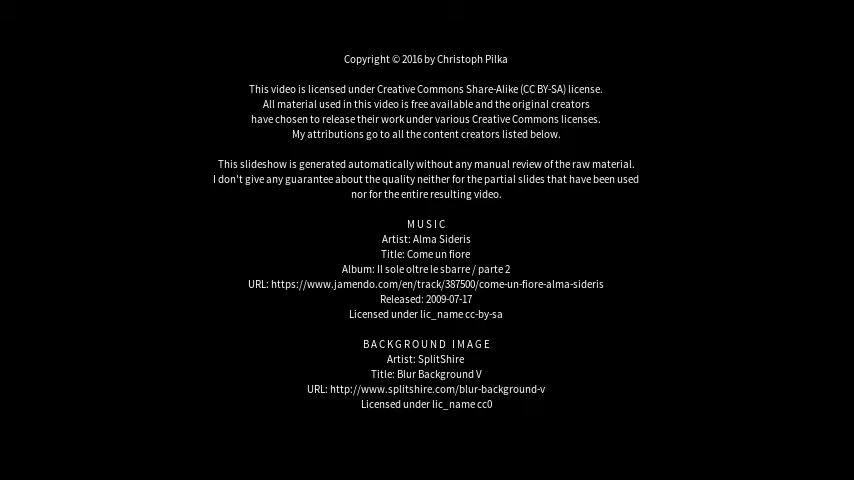 Copyright © 2016 by Christoph Pilka
This video is licensed under Creative Commons Share-Alike (CC BY-SA) license.
All material used in this video is free available and the original creators
have chosen to release their work under various Creative Commons licenses.
My attributions go to all the content creators listed below.
This slideshow is generated automatically without any manual review of the raw material.
I don't give any guarantee about the quality neither for the partial slides that have been used
nor for the entire resulting video.
MUSIC
Artist: Alma Sideris
Title: Come un fiore
Album: Il sole oltre le sbarre / parte 2
URL: https://www.jamendo.com/en/track/387500/come-un-fiore-alma-sideris
Released: 2009-07-17
Licensed under lic_name cc-by-sa
BACKGROUND IMAGE
Artist: SplitShire
Title: Blur Background V
URL: http://www.splitshire.com/blur-background-v
Licensed under lic_name cc0